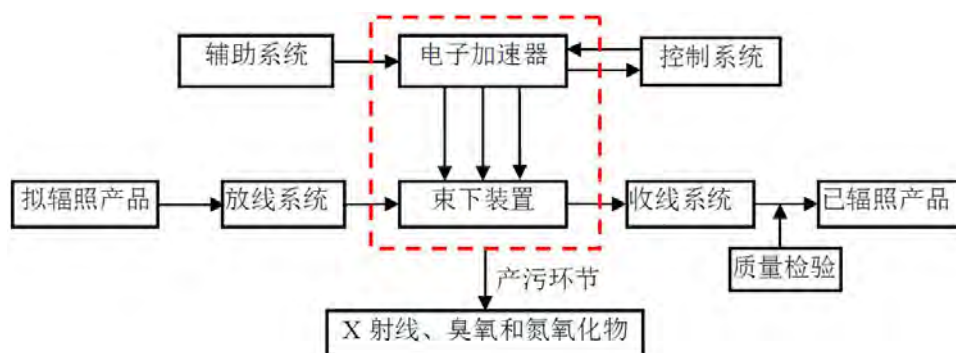 辅助系统
电子加速器
控制系统
拟辐照产品
放线系统
束下装置
收线系统
已辐照产品
质量检验
产污环节
X 射线、臭氧和氮氧化物